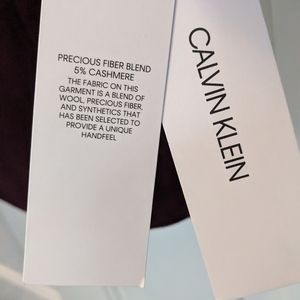 PRECIOUS FIBER BLEND
5% CASHMERE
THE FABRIC ON THIS
GARMENT IS A BLEND OF
WOOL, PRECIOUS FIBER
AND SYNTHETICS THAT
HAS BEEN SELECTED TO
PROVIDE A UNIQUE
HANDFEEL
CALVIN KLEIN